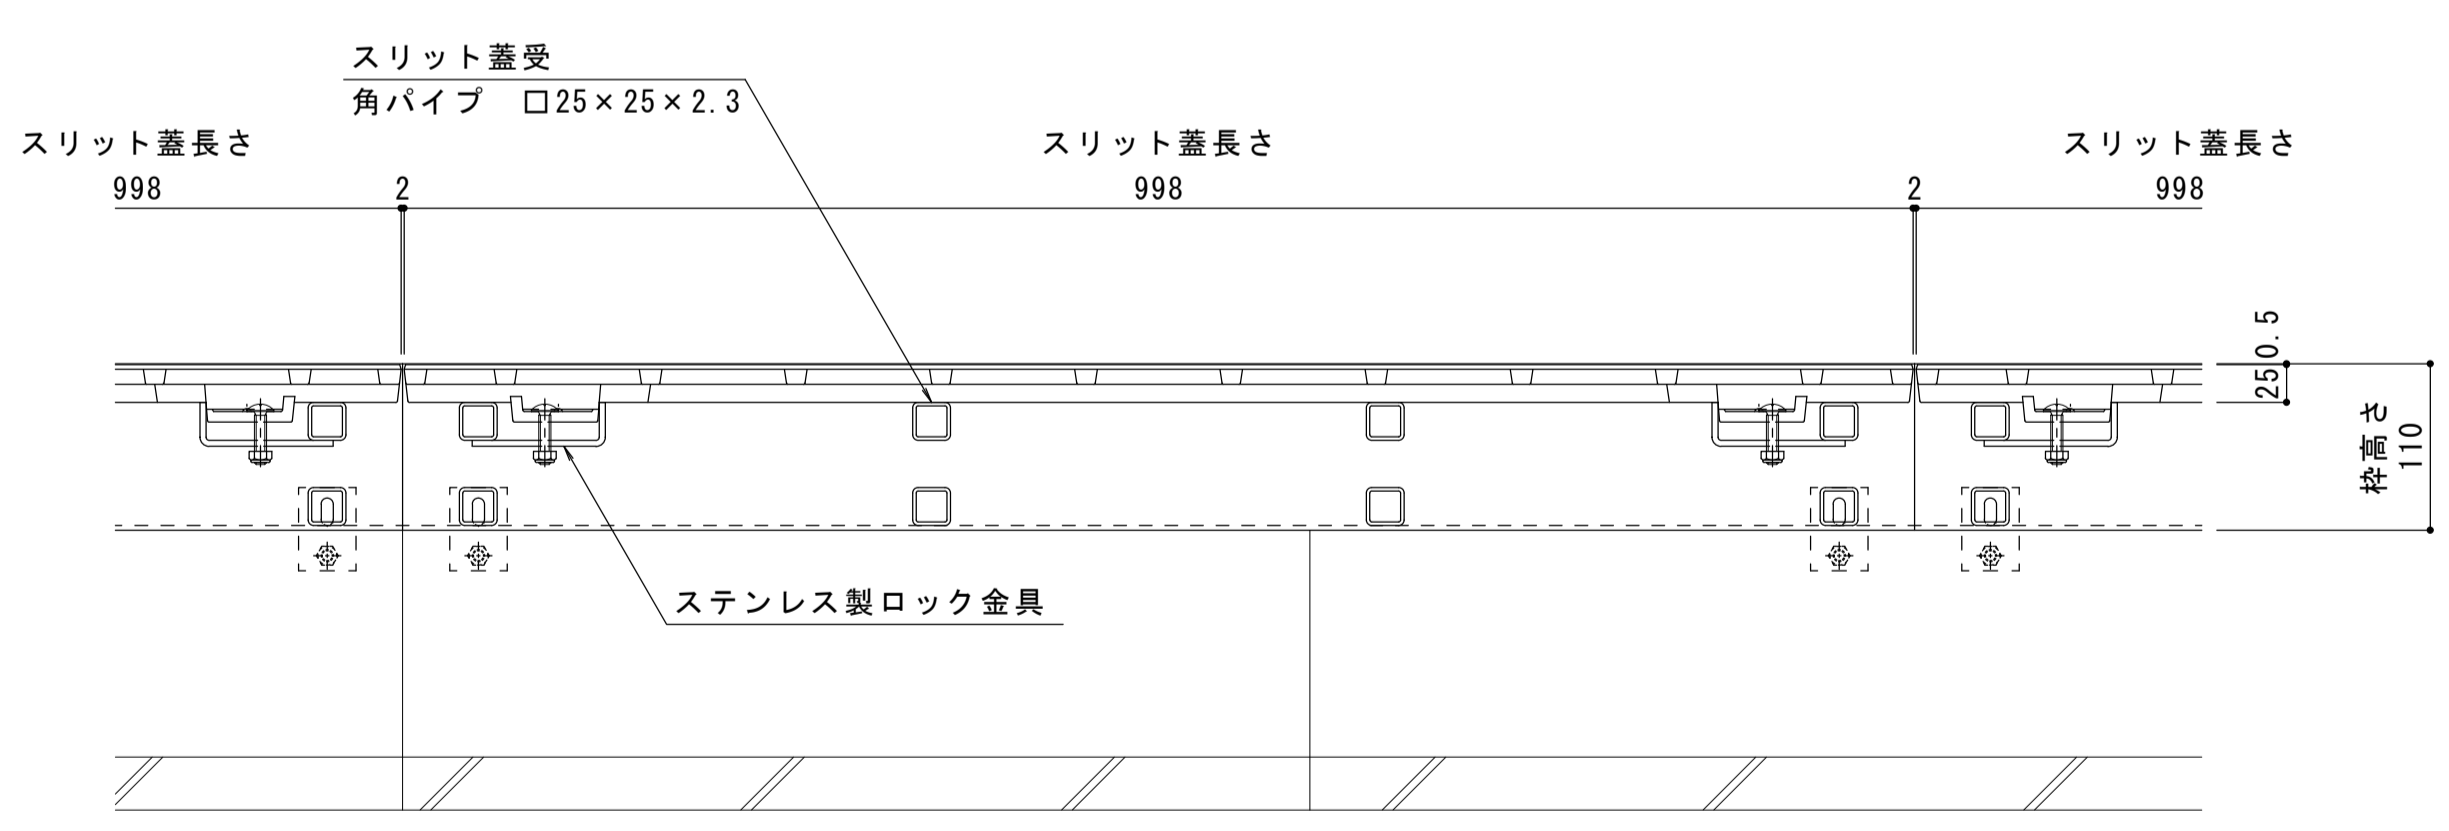 スリット蓋受
角パイプ　□25×25×2.3
スリット蓋長さ
スリット蓋長さ
スリット蓋長さ
998
2
998
2
998
0.5
25
枠高さ
110
ステンレス製ロック金具